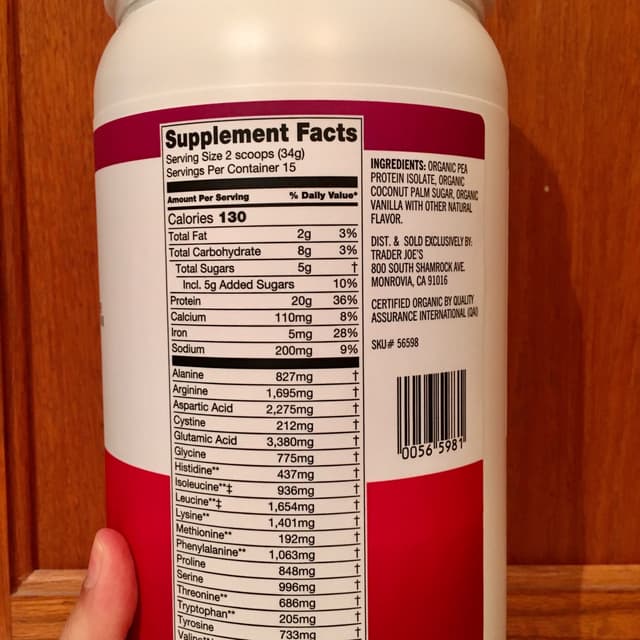 Supplement Facts
Serving Size 2 scoops (34g)
Servings Per Container 15
Amount Per Serving % Daily Value*
Calories 130
Total Fat 2g 3%
Total Carbohydrate 8g 3%
Total Sugars 5g †
Incl. 5g Added Sugars 10%
Protein 20g 36%
Calcium 110mg 8%
Iron 5mg 28%
Sodium 200mg 9%
Alanine 827mg †
Arginine 1,695mg †
Aspartic Acid 2,275mg †
Cystine 212mg †
Glutamic Acid 3,380mg †
Glycine 775mg †
Histidine** 437mg †
Isoleucine**‡ 936mg †
Leucine**‡ 1,654mg †
Lysine** 1,401mg †
Methionine** 192mg †
Phenylalanine** 1,063mg †
Proline 848mg †
Serine 996mg †
Threonine** 686mg †
Tryptophan** 205mg †
Tyrosine 733mg †
INGREDIENTS: ORGANIC PEA
PROTEIN ISOLATE, ORGANIC
COCONUT PALM SUGAR, ORGANIC
VANILLA WITH OTHER NATURAL
FLAVOR.
DIST. & SOLD EXCLUSIVELY BY:
TRADER JOE'S
800 SOUTH SHAMROCK AVE.
MONROVIA, CA 91016
CERTIFIED ORGANIC BY QUALITY
ASSURANCE INTERNATIONAL (QAI)
SKU# 56598
0056 5981